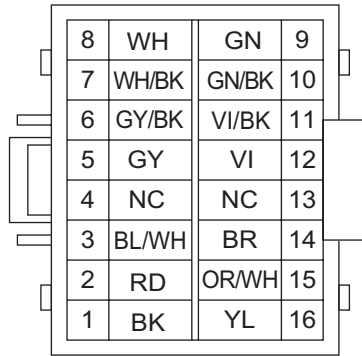 8 WH GN 9
7 WH/BK GN/BK 10
6 GY/BK VI/BK 11
5 GY VI 12
4 NC NC 13
3 BL/WH BR 14
2 RD OR/WH 15
1 BK YL 16